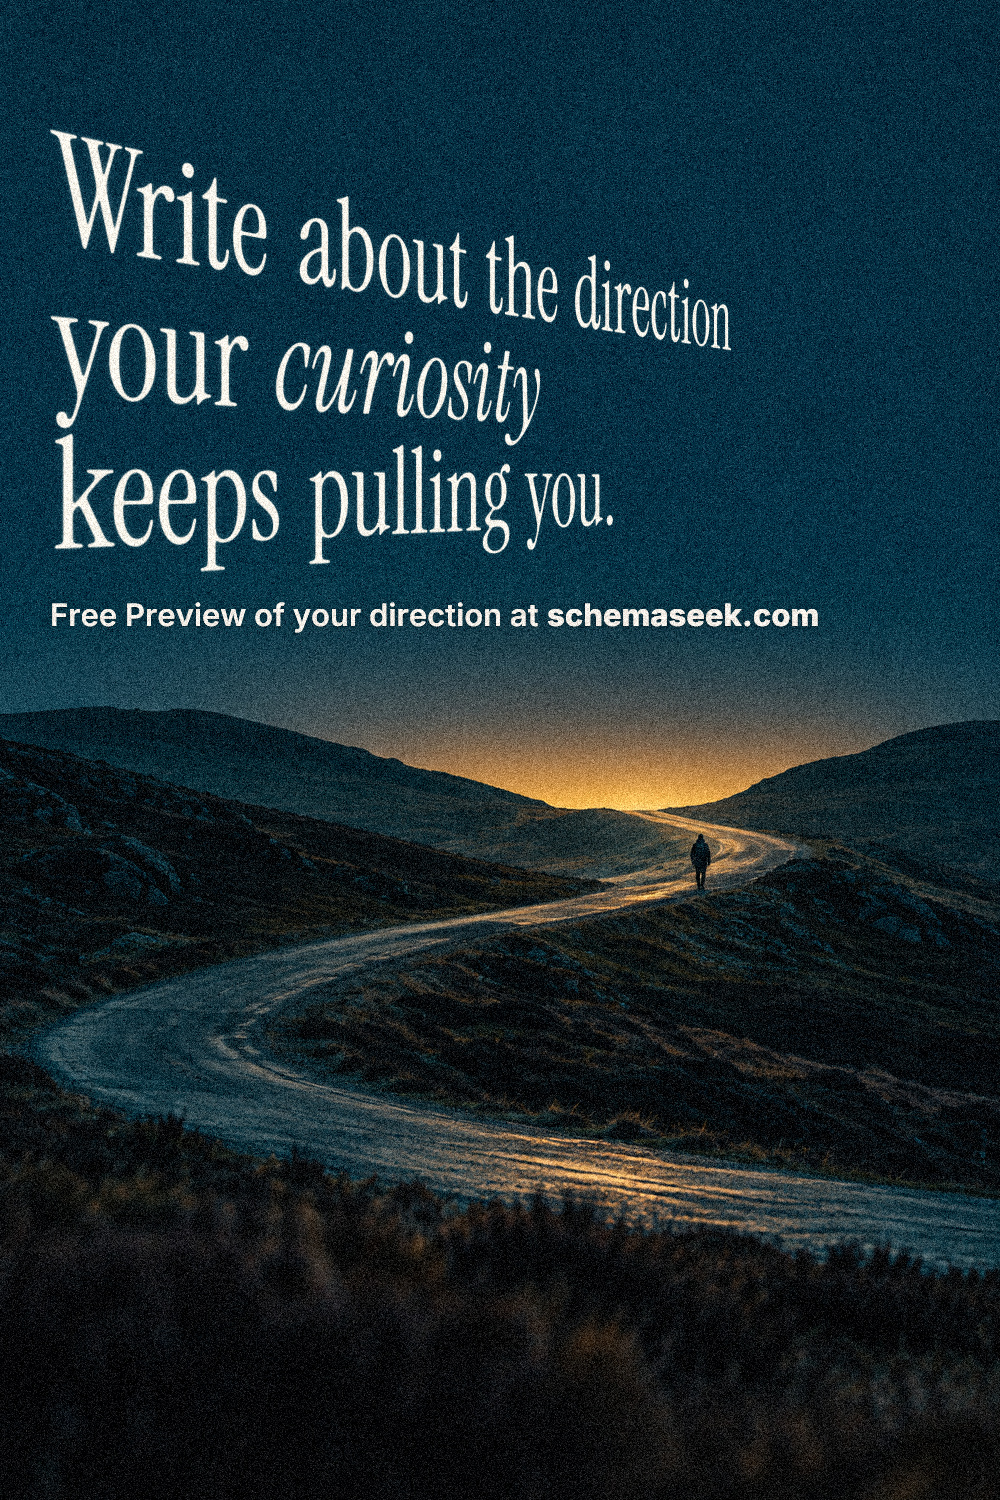 Write about the direction
your curiosity
keeps pulling you.
Free Preview of your direction at schemaseek.com